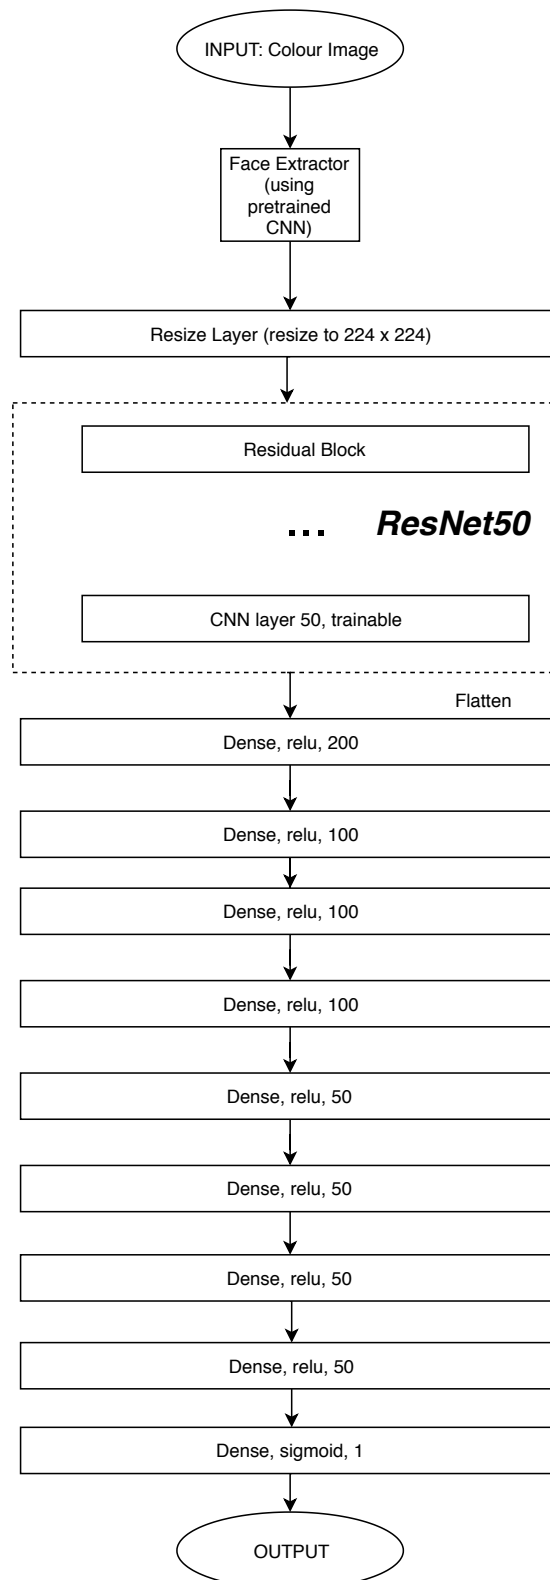 INPUT: Colour Image
Face Extractor
(using
pretrained
CNN)
Resize Layer (resize to 224 x 224)
Residual Block
... ResNet50
CNN layer 50, trainable
Flatten
Dense, relu, 200
Dense, relu, 100
Dense, relu, 100
Dense, relu, 100
Dense, relu, 50
Dense, relu, 50
Dense, relu, 50
Dense, relu, 50
Dense, sigmoid, 1
OUTPUT